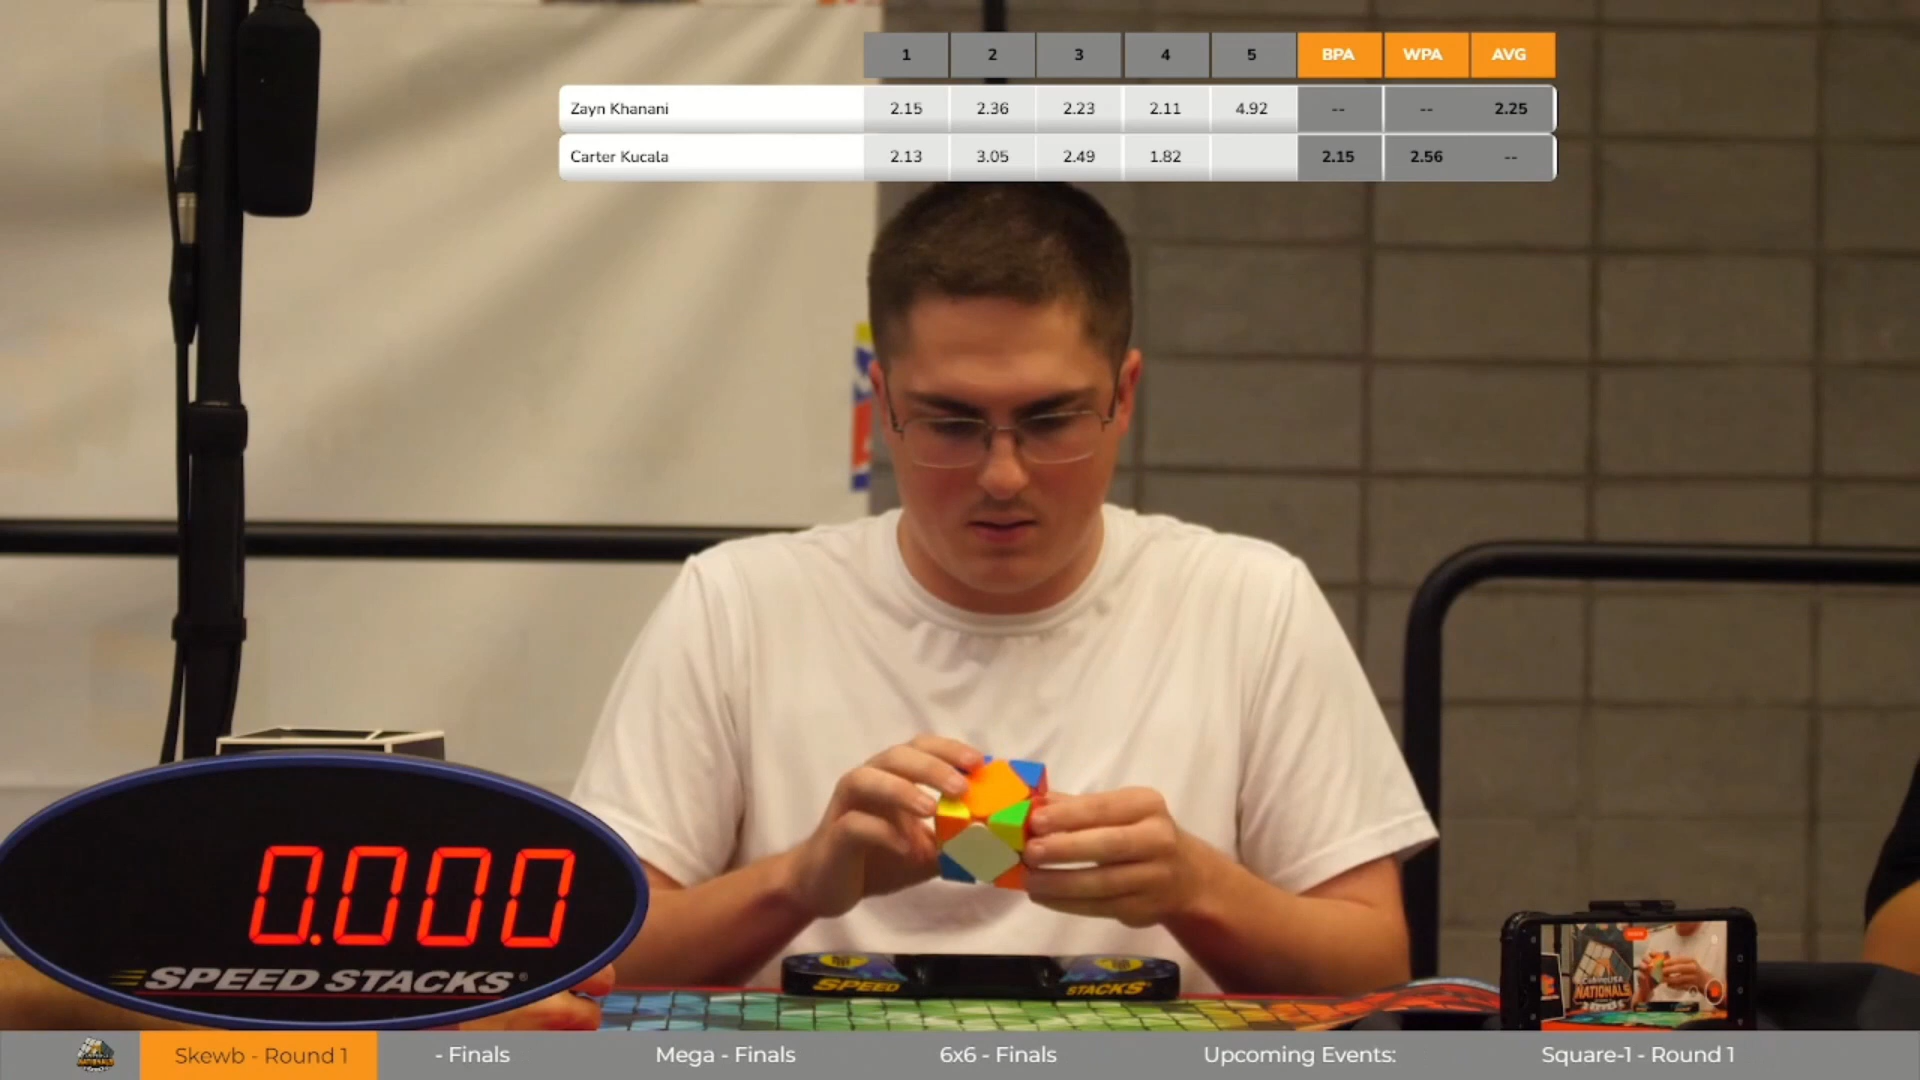 1 2 3 4 5 BPA WPA AVG
Zayn Khanani 2.15 2.36 2.23 2.11 4.92 -- -- 2.25
Carter Kucala 2.13 3.05 2.49 1.82 2.15 2.56 --
0.000
SPEED STACKS
SPEED STACKS
NATIONALS
Skewb - Round 1 - Finals Mega - Finals 6x6 - Finals Upcoming Events: Square-1 - Round 1